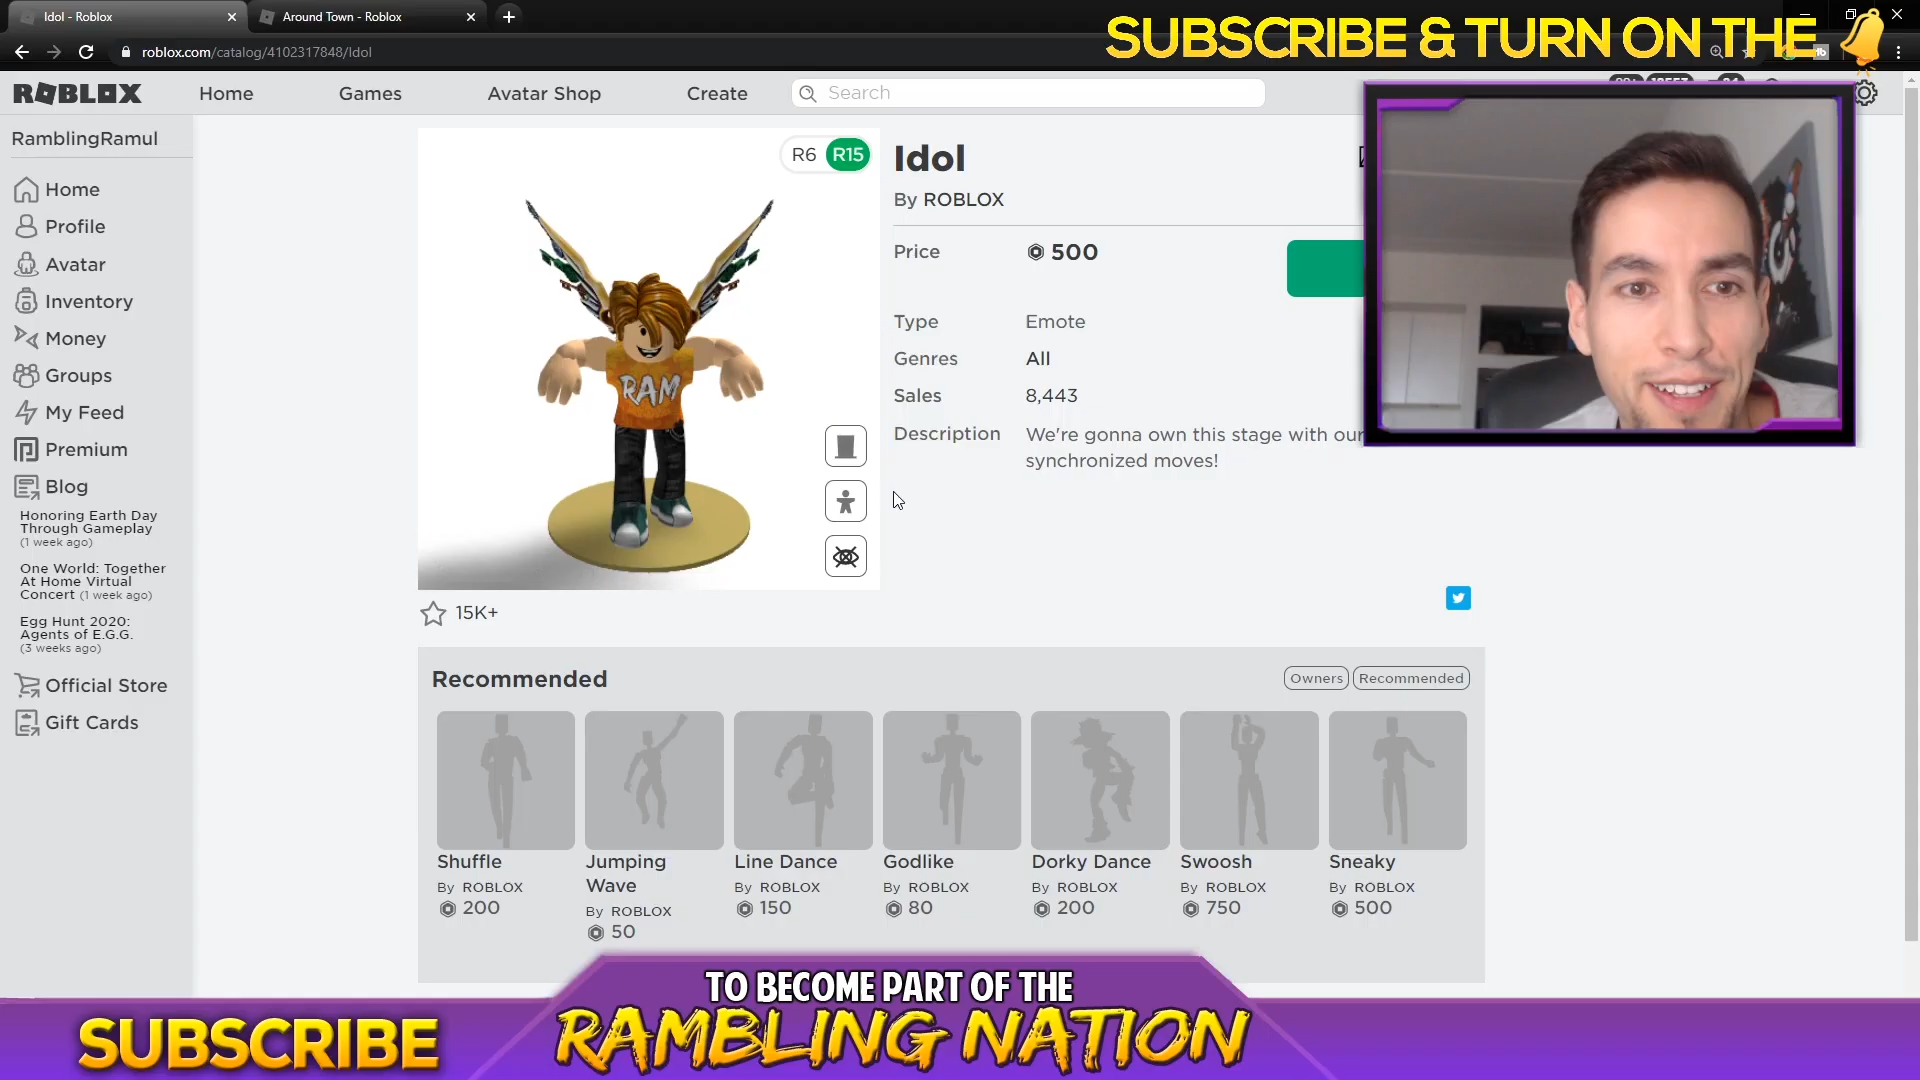 Idol - Roblox
Around Town - Roblox
SUBSCRIBE & TURN ON THE
roblox.com/catalog/4102317848/Idol
ROBLOX
Home
Games
Avatar Shop
Create
Search
RamblingRamul
Home
Profile
Avatar
Inventory
Money
Groups
My Feed
Premium
Blog
Honoring Earth Day
Through Gameplay
(1 week ago)
One World: Together
At Home Virtual
Concert (1 week ago)
Egg Hunt 2020:
Agents of E.G.G.
(3 weeks ago)
Official Store
Gift Cards
R6 R15
RAM
15K+
Idol
By ROBLOX
Price 500
Type Emote
Genres All
Sales 8,443
Description We're gonna own this stage with our
synchronized moves!
Recommended
Owners
Recommended
Shuffle
By ROBLOX
200
Jumping
Wave
By ROBLOX
50
Line Dance
By ROBLOX
150
Godlike
By ROBLOX
80
Dorky Dance
By ROBLOX
200
Swoosh
By ROBLOX
750
Sneaky
By ROBLOX
500
TO BECOME PART OF THE
SUBSCRIBE
RAMBLING NATION